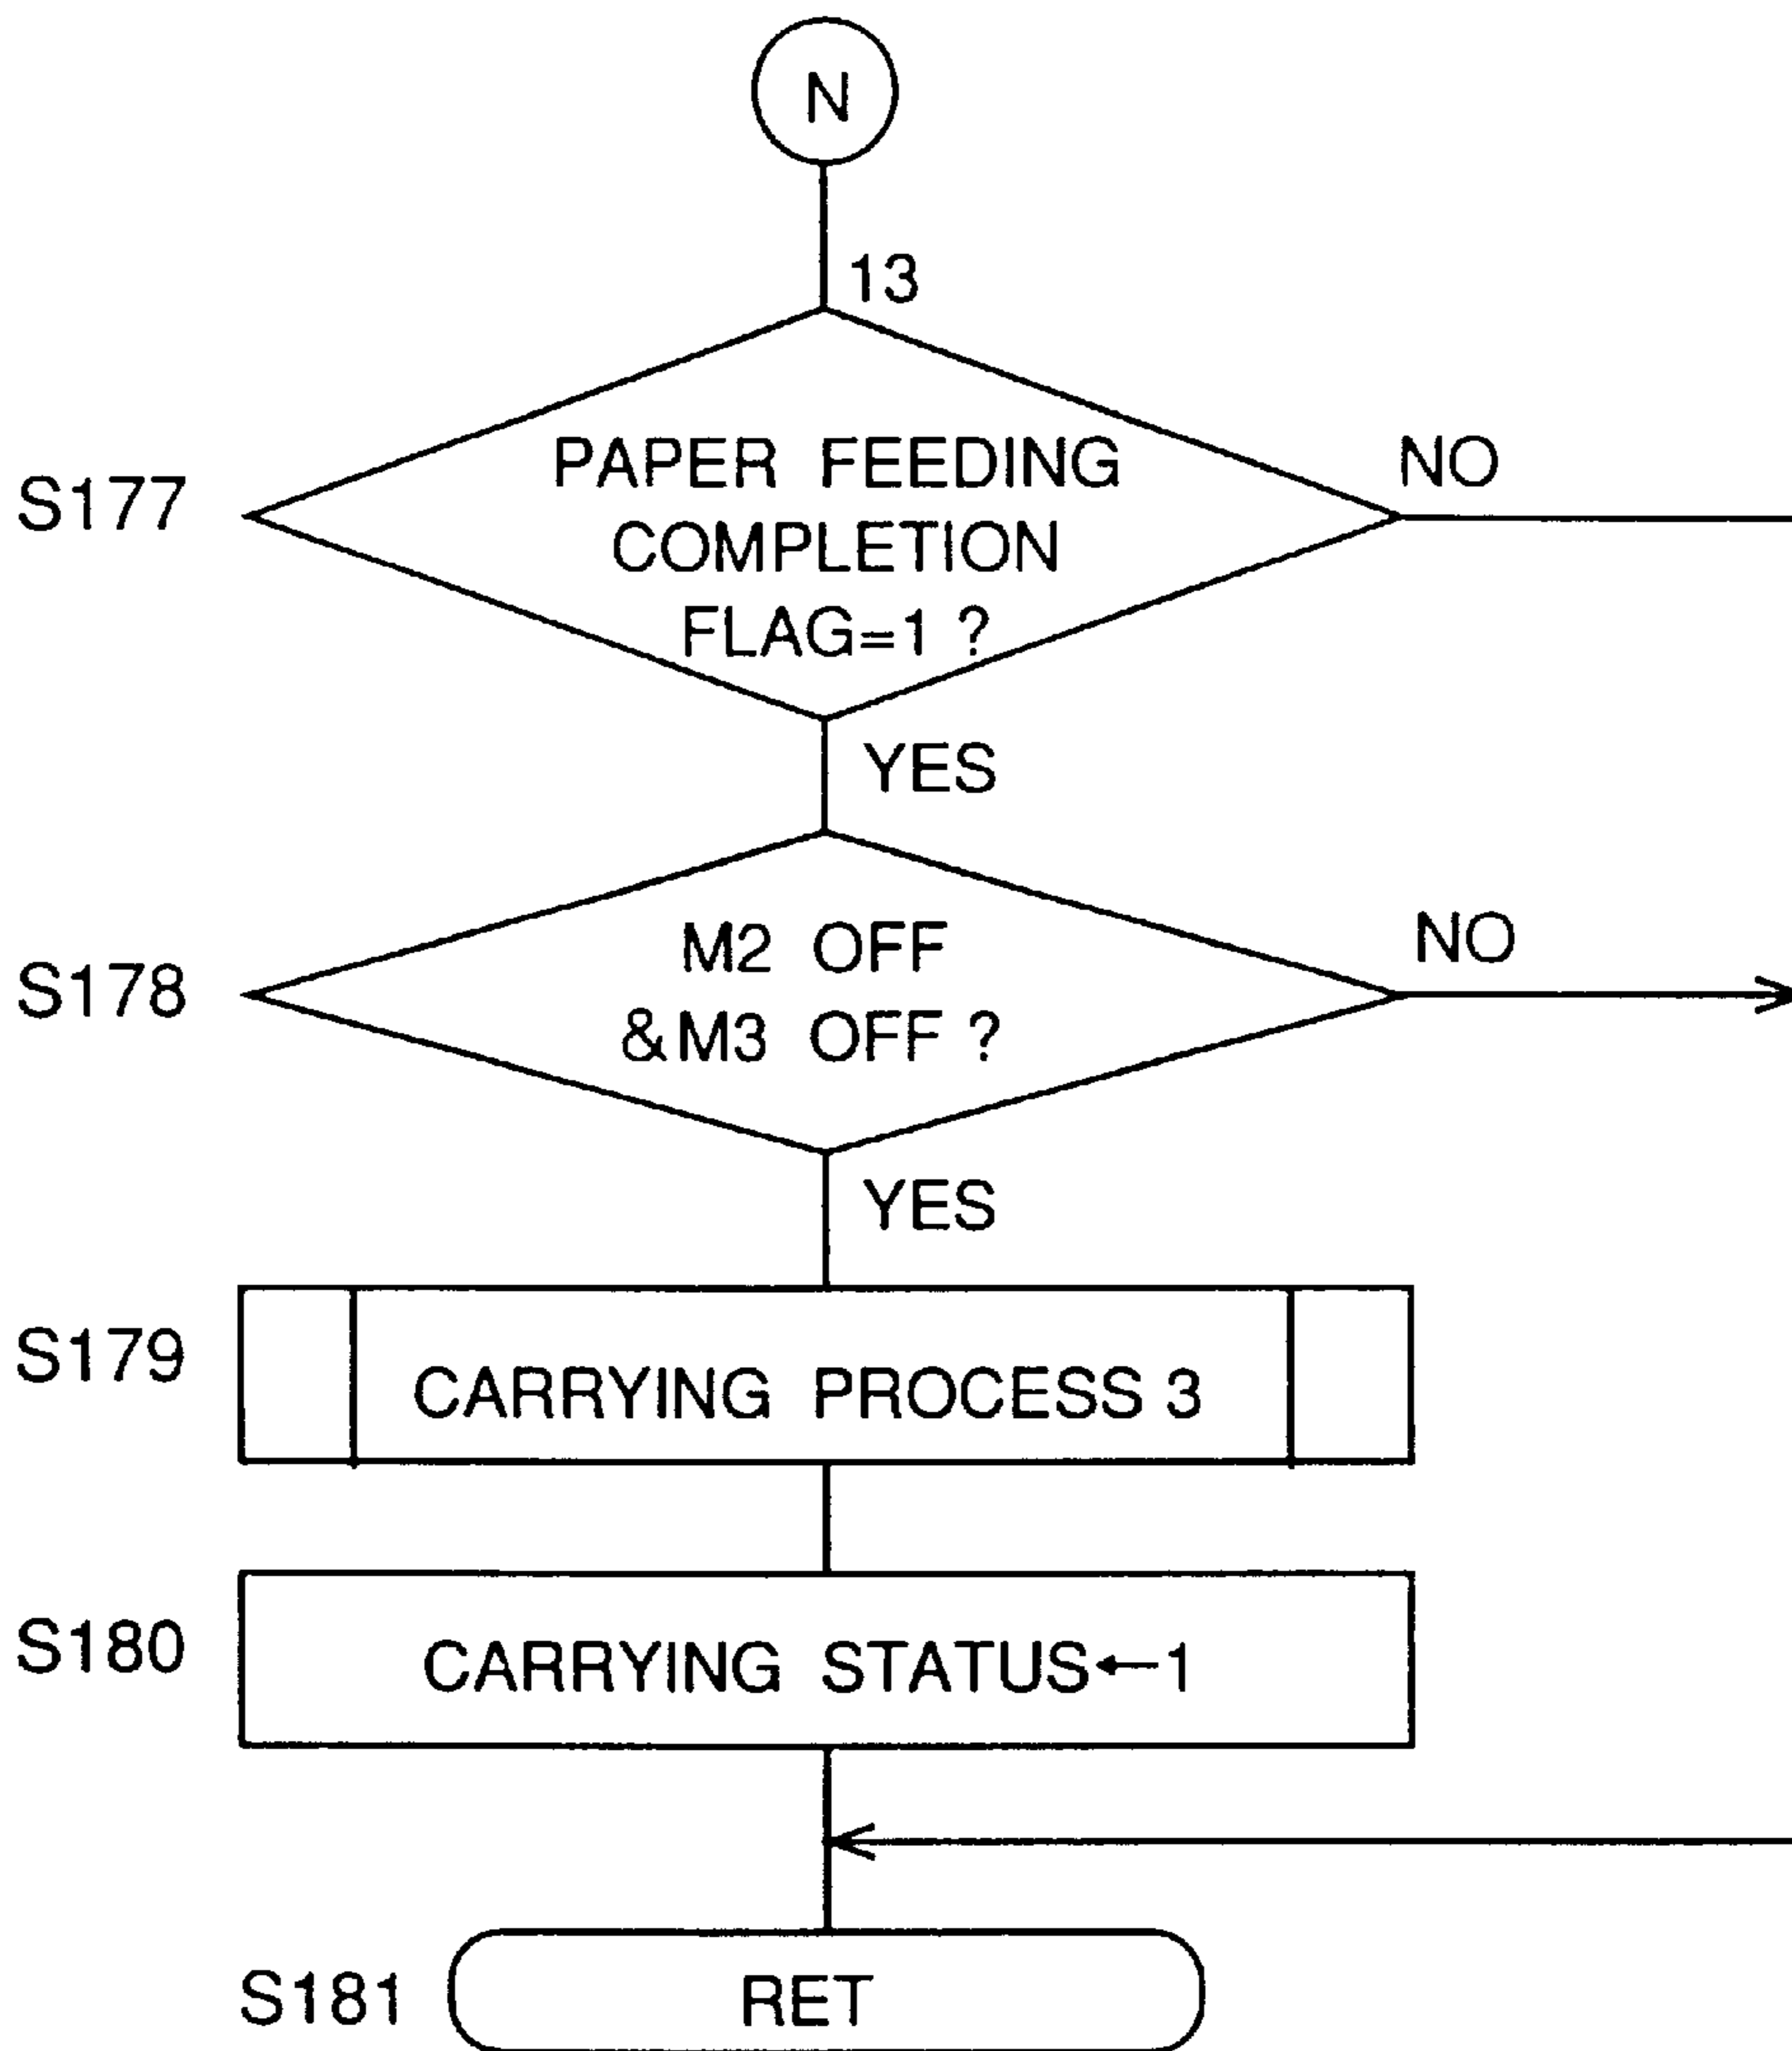 N
13
S177
PAPER FEEDING
COMPLETION
FLAG=1 ?
NO
YES
S178
M2 OFF
&M3 OFF ?
NO
YES
S179
CARRYING PROCESS 3
S180
CARRYING STATUS←1
S181
RET